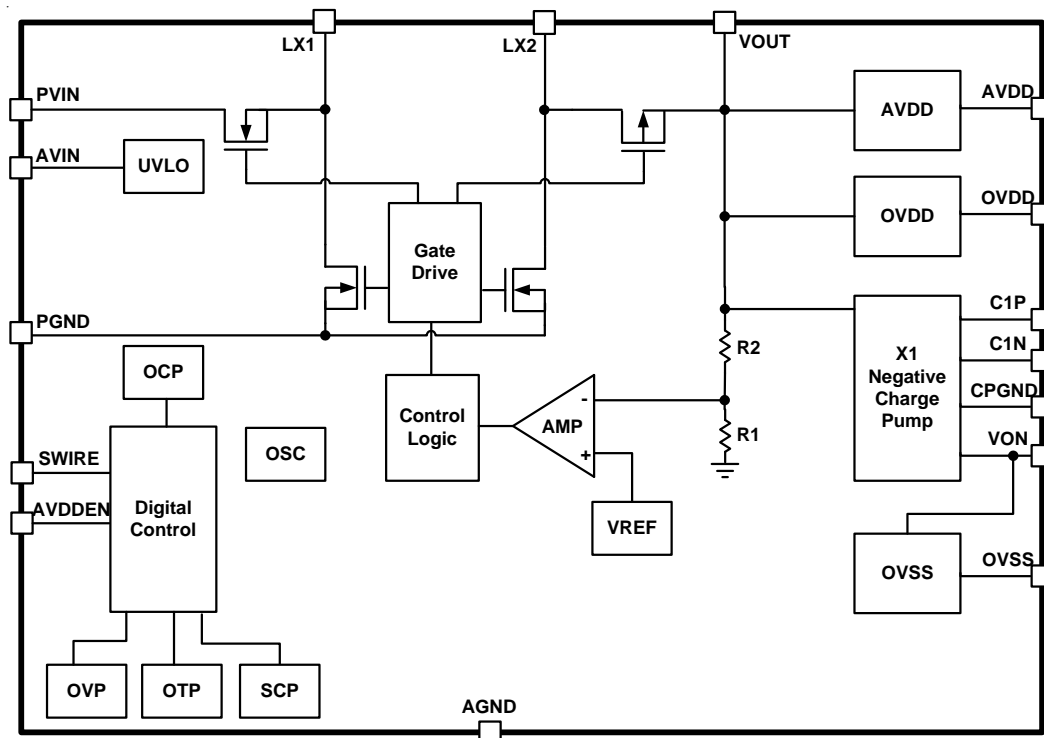 LX1
LX2
VOUT
PVIN
AVDD
AVDD
AVIN
UVLO
OVDD
OVDD
Gate
Drive
PGND
C1P
C1N
CPGND
VON
X1
Negative
Charge
Pump
R2
R1
OCP
Control
Logic
-
AMP
+
OSC
SWIRE
AVDDEN
Digital
Control
VREF
OVSS
OVSS
OVP
OTP
SCP
AGND